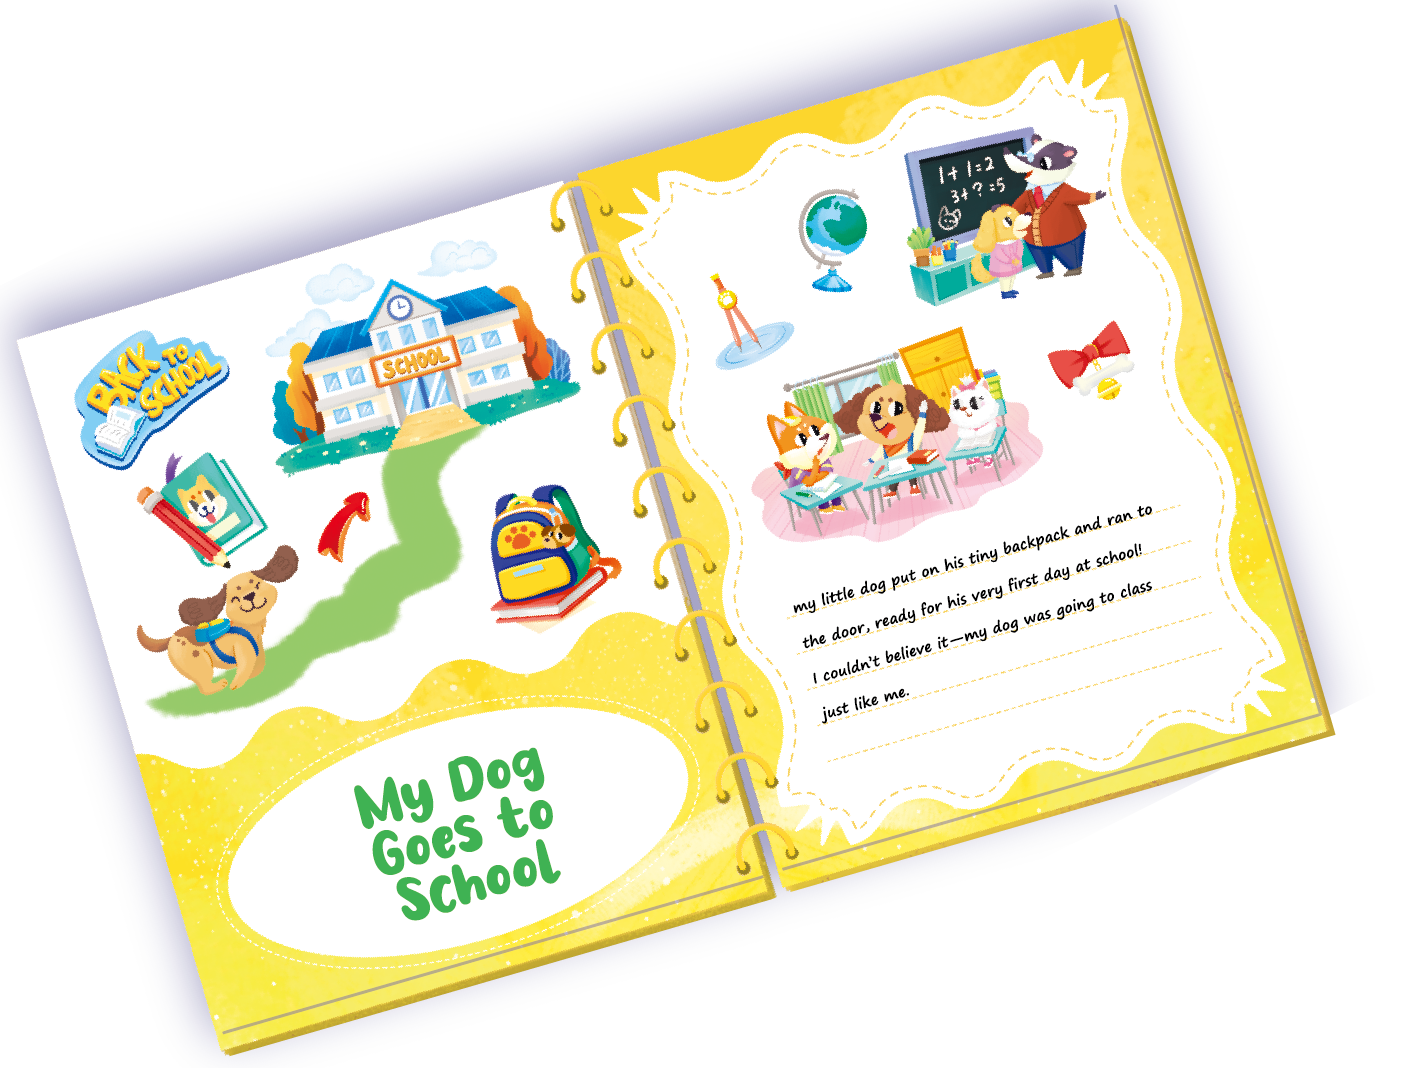 BACK TO
SCHOOL
SCHOOL
My Dog
Goes to
School
1+1=2
3+?=5
my little dog put on his tiny backpack and ran to
the door, ready for his very first day at school!
I couldn't believe it—my dog was going to class
just like me.